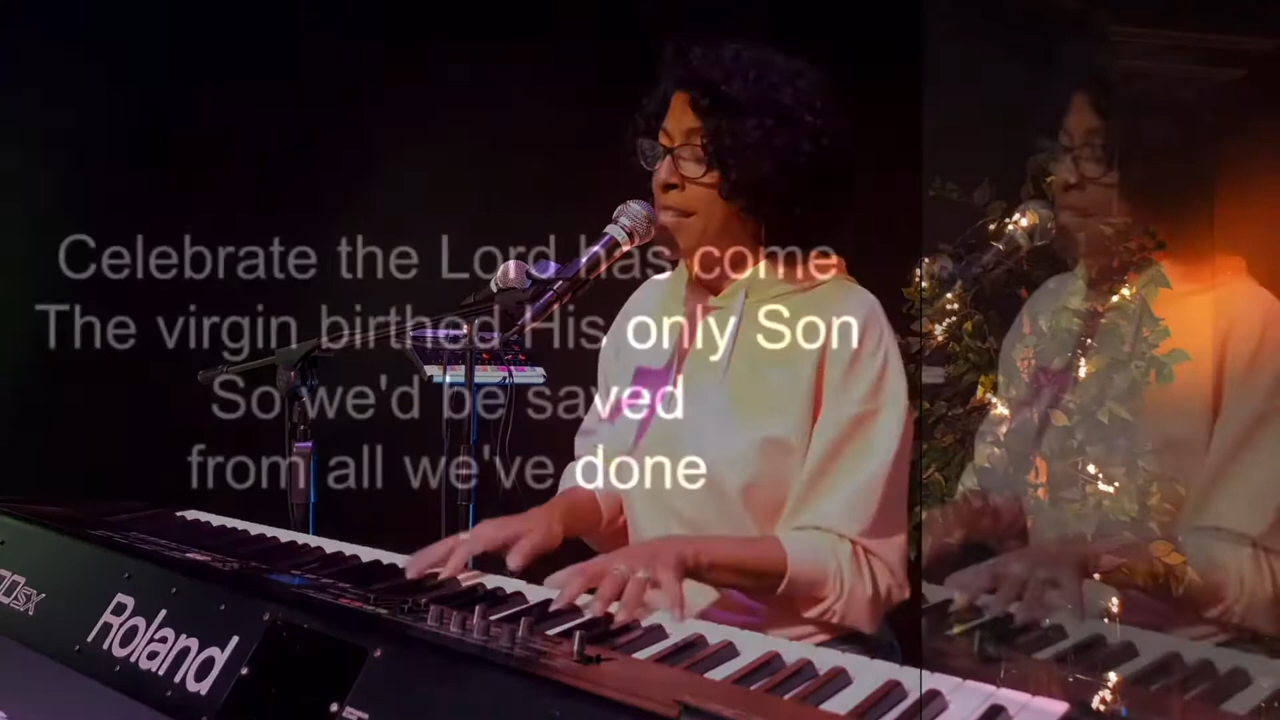 Celebrate the Lord has come
The virgin birthed His only Son
So we'd be saved
from all we've done
Roland